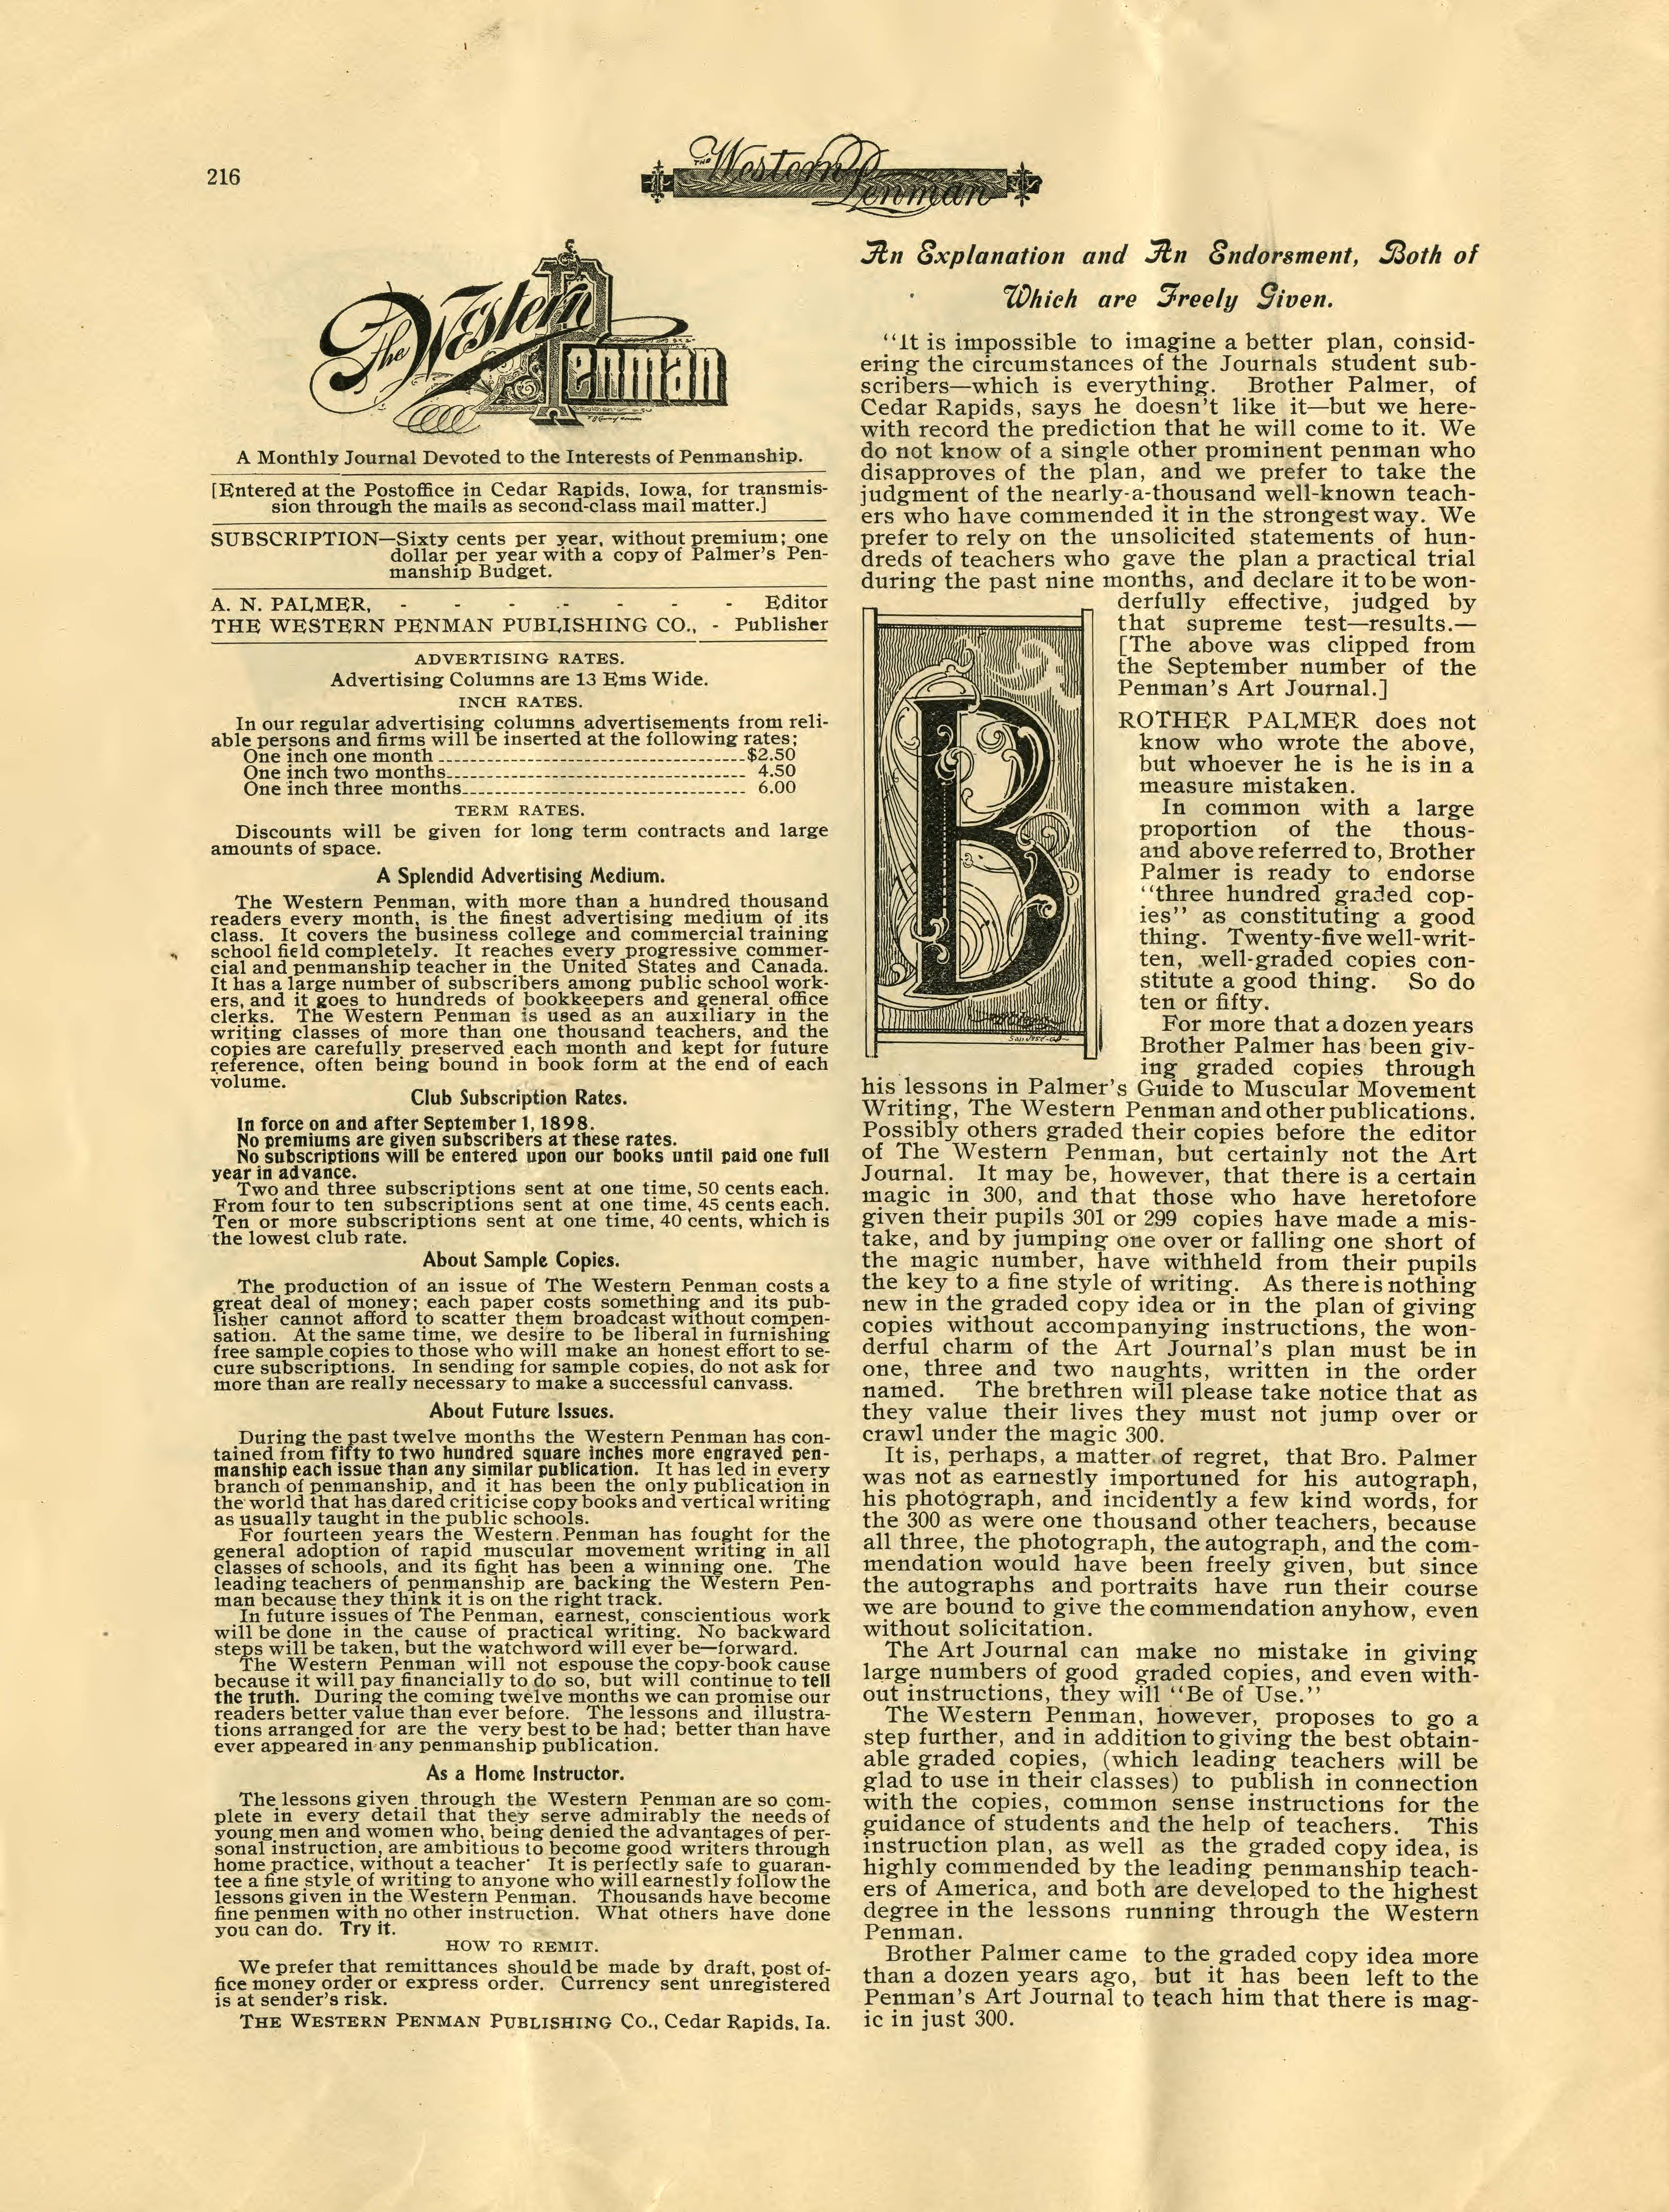 216
The Western Penman
The Western
Penman
A Monthly Journal Devoted to the Interests of Penmanship.
[Entered at the Postoffice in Cedar Rapids, Iowa, for transmis-
sion through the mails as second-class mail matter.]
SUBSCRIPTION—Sixty cents per year, without premium; one
dollar per year with a copy of Palmer's Pen-
manship Budget.
A. N. PALMER, - - - - - - - Editor
THE WESTERN PENMAN PUBLISHING CO., - Publisher
ADVERTISING RATES.
Advertising Columns are 13 Ems Wide.
INCH RATES.
In our regular advertising columns advertisements from reli-
able persons and firms will be inserted at the following rates:
One inch one month ---------- $2.50
One inch two months ---------- 4.50
One inch three months ---------- 6.00
TERM RATES.
Discounts will be given for long term contracts and large
amounts of space.
A Splendid Advertising Medium.
The Western Penman, with more than a hundred thousand
readers every month, is the finest advertising medium of its
class. It covers the business college and commercial training
school field completely. It reaches every progressive commer-
cial and penmanship teacher in the United States and Canada.
It has a large number of subscribers among public school work-
ers, and it goes to hundreds of bookkeepers and general office
clerks. The Western Penman is used as an auxiliary in the
writing classes of more than one thousand teachers, and the
copies are carefully preserved each month and kept for future
reference, often being bound in book form at the end of each
volume.
Club Subscription Rates.
In force on and after September 1, 1898.
No premiums are given subscribers at these rates.
No subscriptions will be entered upon our books until paid one full
year in advance.
Two and three subscriptions sent at one time, 50 cents each.
From four to ten subscriptions sent at one time, 45 cents each.
Ten or more subscriptions sent at one time, 40 cents, which is
the lowest club rate.
About Sample Copies.
The production of an issue of The Western Penman costs a
great deal of money; each paper costs something and its pub-
lisher cannot afford to scatter them broadcast without compen-
sation. At the same time, we desire to be liberal in furnishing
free sample copies to those who will make an honest effort to se-
cure subscriptions. In sending for sample copies, do not ask for
more than are really necessary to make a successful canvass.
About Future Issues.
During the past twelve months the Western Penman has con-
tained from fifty to two hundred square inches more engraved pen-
manship each issue than any similar publication. It has led in every
branch of penmanship, and it has been the only publication in
the world that has dared criticise copy books and vertical writing
as usually taught in the public schools.
For fourteen years the Western Penman has fought for the
general adoption of rapid muscular movement writing in all
classes of schools, and its fight has been a winning one. The
leading teachers of penmanship are backing the Western Pen-
man because they think it is on the right track.
In future issues of The Penman, earnest, conscientious work
will be done in the cause of practical writing. No backward
steps will be taken, but the watchword will ever be—forward.
The Western Penman will not espouse the copy-book cause
because it will pay financially to do so, but will continue to tell
the truth. During the coming twelve months we can promise our
readers better value than ever before. The lessons and illustra-
tions arranged for are the very best to be had; better than have
ever appeared in any penmanship publication.
As a Home Instructor.
The lessons given through the Western Penman are so com-
plete in every detail that they serve admirably the needs of
young men and women who, being denied the advantages of per-
sonal instruction, are ambitious to become good writers through
home practice, without a teacher· It is perfectly safe to guaran-
tee a fine style of writing to anyone who will earnestly follow the
lessons given in the Western Penman. Thousands have become
fine penmen with no other instruction. What others have done
you can do. Try it.
HOW TO REMIT.
We prefer that remittances should be made by draft, post of-
fice money order or express order. Currency sent unregistered
is at sender's risk.
THE WESTERN PENMAN PUBLISHING CO., Cedar Rapids, Ia.
An Explanation and An Endorsment, Both of
Which are Freely Given.
"It is impossible to imagine a better plan, consid-
ering the circumstances of the Journals student sub-
scribers—which is everything. Brother Palmer, of
Cedar Rapids, says he doesn't like it—but we here-
with record the prediction that he will come to it. We
do not know of a single other prominent penman who
disapproves of the plan, and we prefer to take the
judgment of the nearly-a-thousand well-known teach-
ers who have commended it in the strongest way. We
prefer to rely on the unsolicited statements of hun-
dreds of teachers who gave the plan a practical trial
during the past nine months, and declare it to be won-
derfully effective, judged by
that supreme test—results.—
[The above was clipped from
the September number of the
Penman's Art Journal.]
B
ROTHER PALMER does not
know who wrote the above,
but whoever he is he is in a
measure mistaken.
In common with a large
proportion of the thous-
and above referred to, Brother
Palmer is ready to endorse
"three hundred graded cop-
ies" as constituting a good
thing. Twenty-five well-writ-
ten, well-graded copies con-
stitute a good thing. So do
ten or fifty.
For more that a dozen years
Brother Palmer has been giv-
ing graded copies through
his lessons in Palmer's Guide to Muscular Movement
Writing, The Western Penman and other publications.
Possibly others graded their copies before the editor
of The Western Penman, but certainly not the Art
Journal. It may be, however, that there is a certain
magic in 300, and that those who have heretofore
given their pupils 301 or 299 copies have made a mis-
take, and by jumping one over or falling one short of
the magic number, have withheld from their pupils
the key to a fine style of writing. As there is nothing
new in the graded copy idea or in the plan of giving
copies without accompanying instructions, the won-
derful charm of the Art Journal's plan must be in
one, three and two naughts, written in the order
named. The brethren will please take notice that as
they value their lives they must not jump over or
crawl under the magic 300.
It is, perhaps, a matter of regret, that Bro. Palmer
was not as earnestly importuned for his autograph,
his photograph, and incidently a few kind words, for
the 300 as were one thousand other teachers, because
all three, the photograph, the autograph, and the com-
mendation would have been freely given, but since
the autographs and portraits have run their course
we are bound to give the commendation anyhow, even
without solicitation.
The Art Journal can make no mistake in giving
large numbers of good graded copies, and even with-
out instructions, they will "Be of Use."
The Western Penman, however, proposes to go a
step further, and in addition to giving the best obtain-
able graded copies, (which leading teachers will be
glad to use in their classes) to publish in connection
with the copies, common sense instructions for the
guidance of students and the help of teachers. This
instruction plan, as well as the graded copy idea, is
highly commended by the leading penmanship teach-
ers of America, and both are developed to the highest
degree in the lessons running through the Western
Penman.
Brother Palmer came to the graded copy idea more
than a dozen years ago, but it has been left to the
Penman's Art Journal to teach him that there is mag-
ic in just 300.